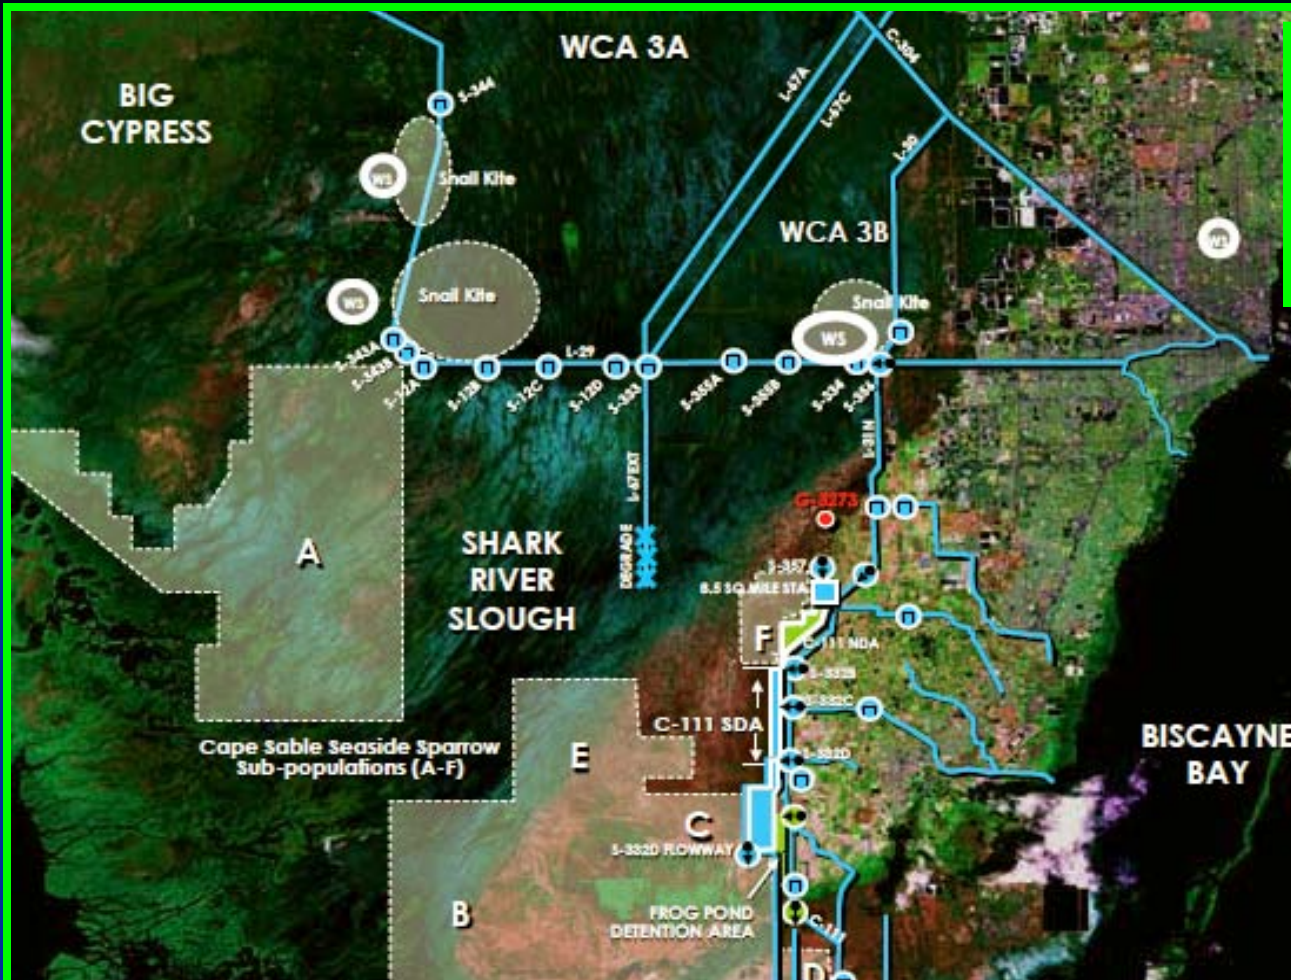 WCA 3A
C-304
L-67A
L-67C
BIG
CYPRESS
S-344
L-30
WS
Snail Kite
WCA 3B
WS
Snail Kite
WS
Snail Kite
WS
S-343A
S-343B
S-12A
S-12B
S-12C
L-29
S-12D
S-333
S-355A
S-355B
S-334
L-31N
L-67 EXT
G-3273
DEGRADE
A
SHARK
RIVER
SLOUGH
S-357
8.5 SQ MILE STA
F
C-111 NDA
S-332B
S-332C
C-111 SDA
BISCAYNE
BAY
Cape Sable Seaside Sparrow
Sub-populations (A-F)
E
S-332D
C
S-332D FLOWWAY
B
FROG POND
DETENTION AREA
C-111
D